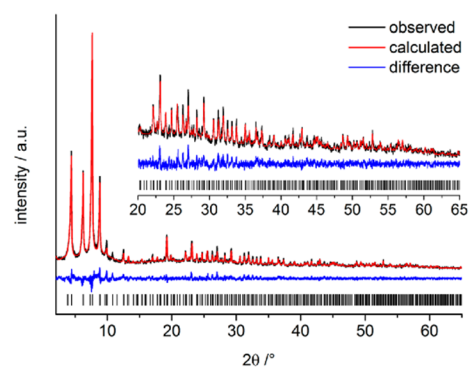 observed
calculated
difference
intensity / a.u.
20 25 30 35 40 45 50 55 60 65
10 20 30 40 50 60
2θ /°